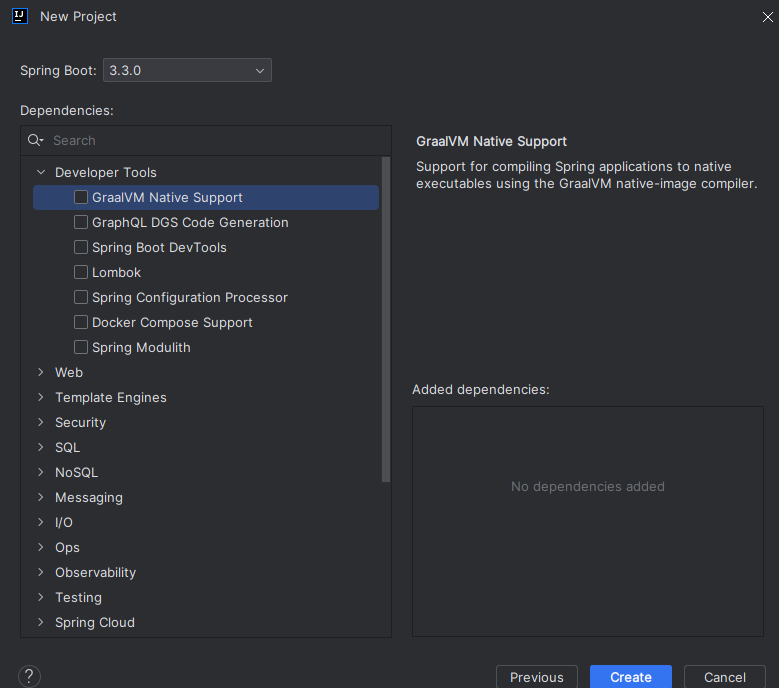 New Project
Spring Boot: 3.3.0
Dependencies:
Search
Developer Tools
GraalVM Native Support
GraphQL DGS Code Generation
Spring Boot DevTools
Lombok
Spring Configuration Processor
Docker Compose Support
Spring Modulith
Web
Template Engines
Security
SQL
NoSQL
Messaging
I/O
Ops
Observability
Testing
Spring Cloud
GraalVM Native Support
Support for compiling Spring applications to native
executables using the GraalVM native-image compiler.
Added dependencies:
No dependencies added
?
Previous
Create
Cancel